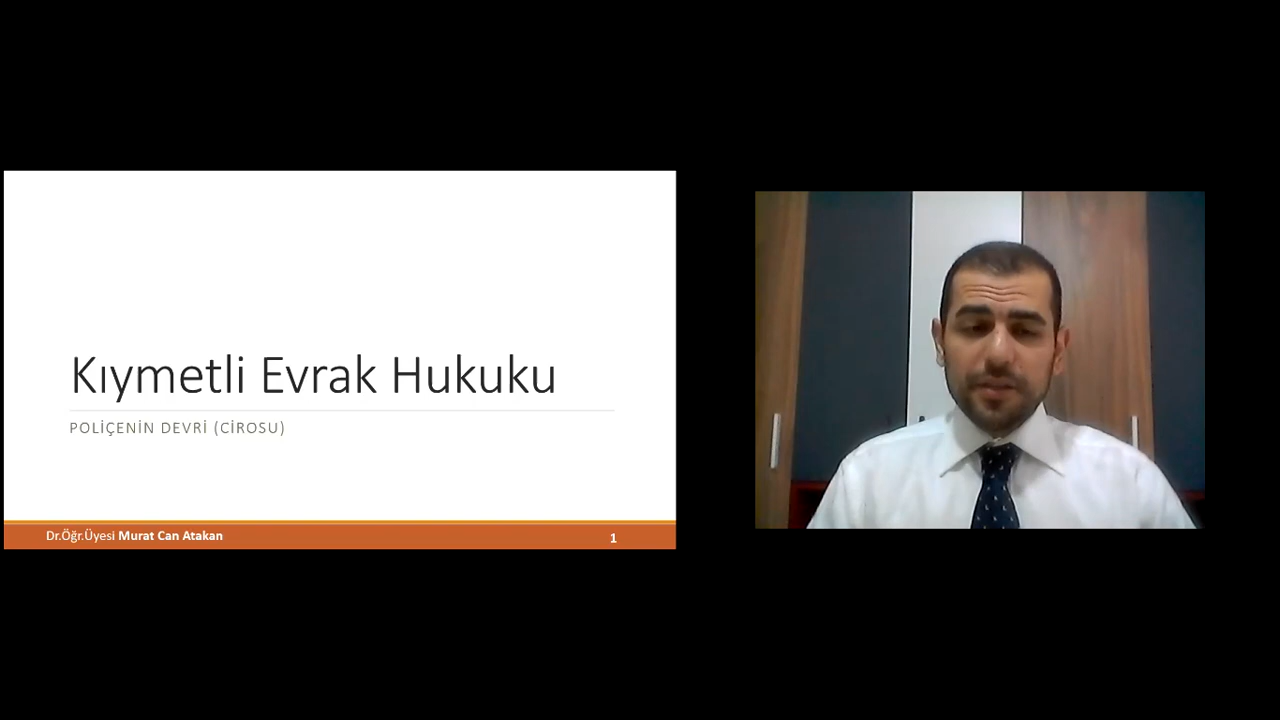 Kıymetli Evrak Hukuku
POLİÇENİN DEVRİ (CİROSU)
Dr.Öğr.Üyesi Murat Can Atakan
1